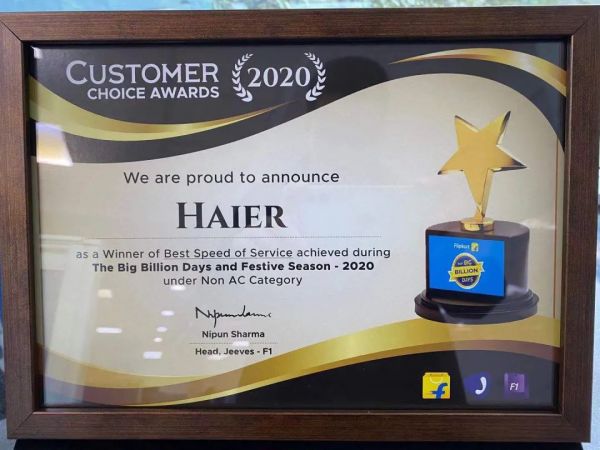 CUSTOMER
CHOICE AWARDS
2020
We are proud to announce
HAIER
as a Winner of Best Speed of Service achieved during
The Big Billion Days and Festive Season - 2020
under Non AC Category
Nipun Sharma
Head, Jeeves - F1
Flipkart
THE BIG
BILLION
DAYS
F1